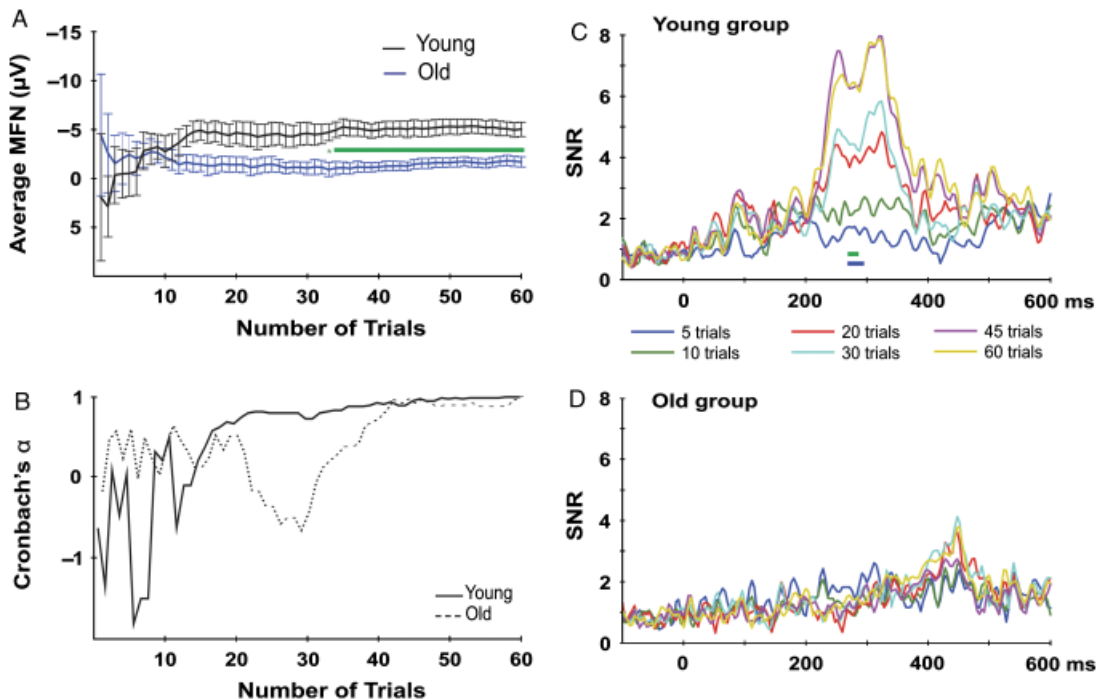 A
Average MFN (µV)
–15
–10
–5
0
5
Young
Old
10 20 30 40 50 60
Number of Trials
B
Cronbach's α
1
0
–1
Young
Old
10 20 30 40 50 60
Number of Trials
C
Young group
SNR
8
6
4
2
0
0 200 400 600 ms
5 trials 20 trials 45 trials
10 trials 30 trials 60 trials
D
Old group
SNR
8
6
4
2
0
0 200 400 600 ms